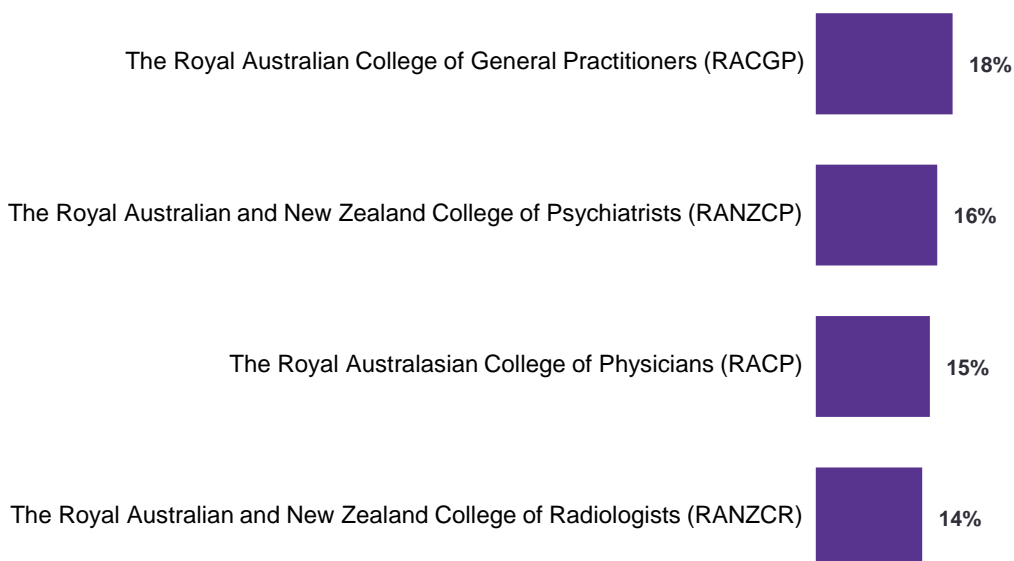 The Royal Australian College of General Practitioners (RACGP) 18%
The Royal Australian and New Zealand College of Psychiatrists (RANZCP) 16%
The Royal Australasian College of Physicians (RACP) 15%
The Royal Australian and New Zealand College of Radiologists (RANZCR) 14%